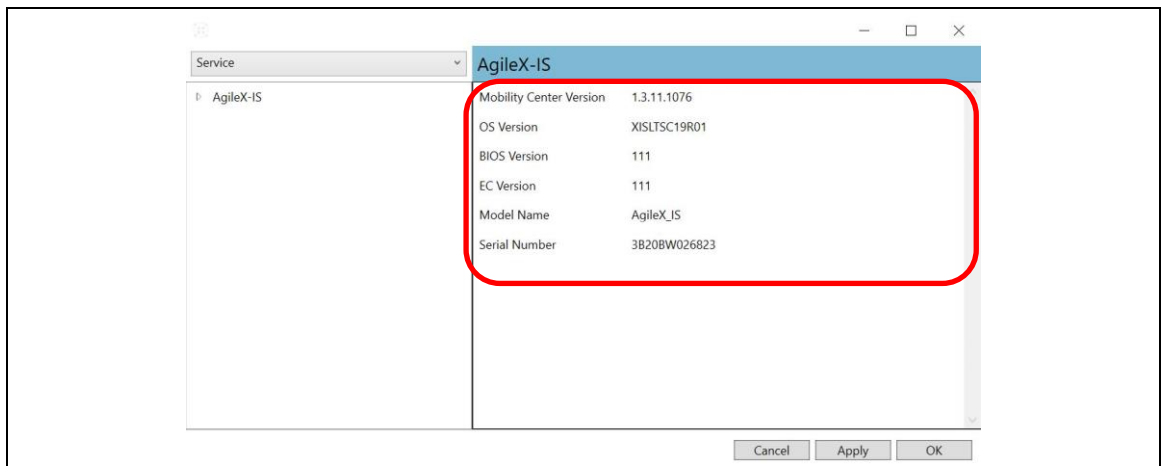 Service
AgileX-IS
AgileX-IS
Mobility Center Version 1.3.11.1076
OS Version XISLTSC19R01
BIOS Version 111
EC Version 111
Model Name AgileX_IS
Serial Number 3B20BW026823
Cancel Apply OK